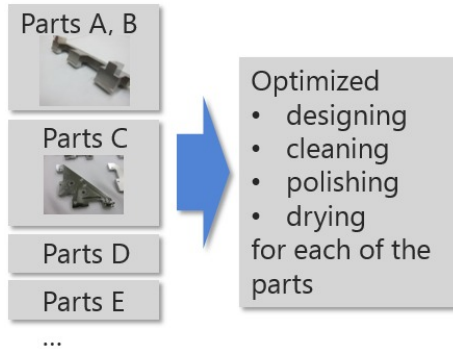 Parts A, B
Parts C
Parts D
Parts E
...
Optimized
• designing
• cleaning
• polishing
• drying
for each of the
parts